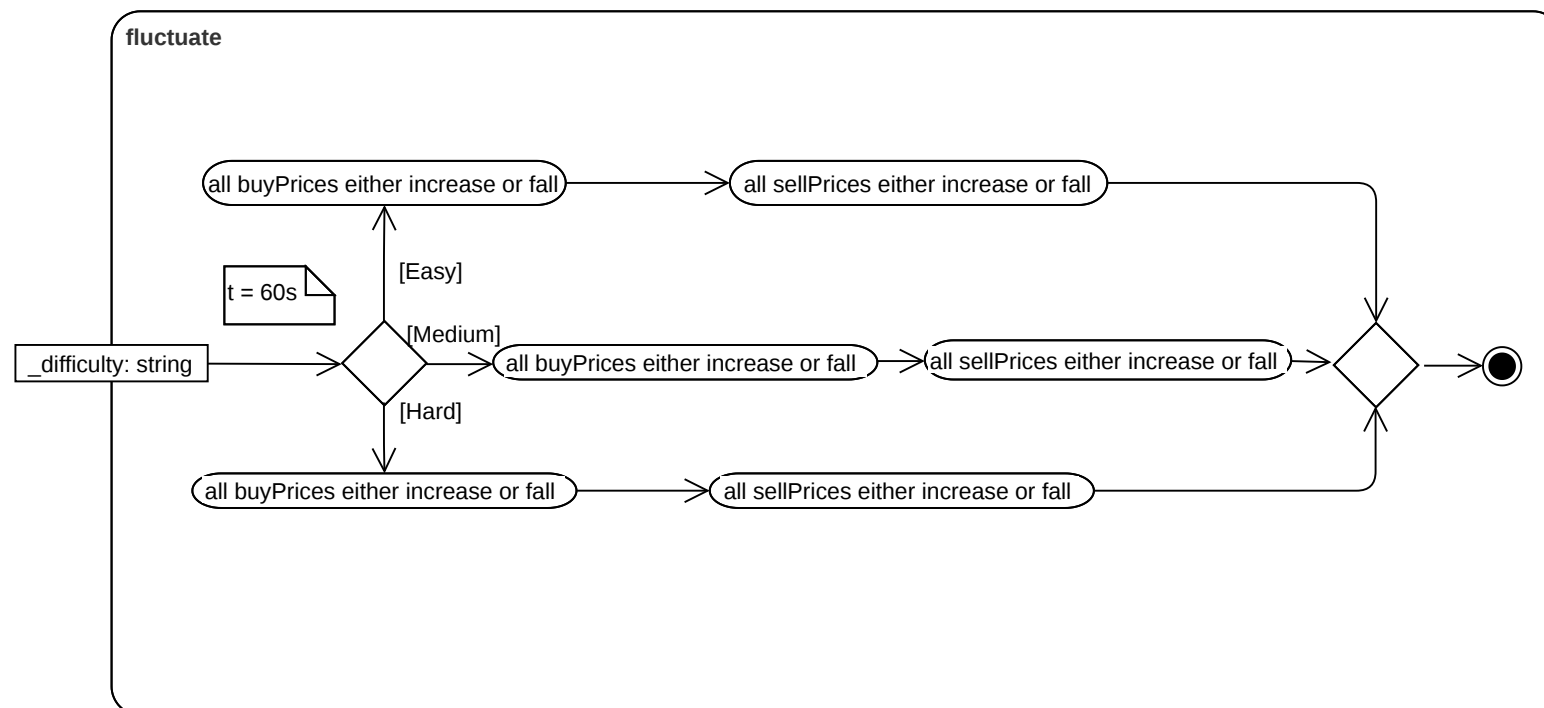 fluctuate
all buyPrices either increase or fall
all sellPrices either increase or fall
[Easy]
t = 60s
[Medium]
_difficulty: string
all buyPrices either increase or fall
all sellPrices either increase or fall
[Hard]
all buyPrices either increase or fall
all sellPrices either increase or fall